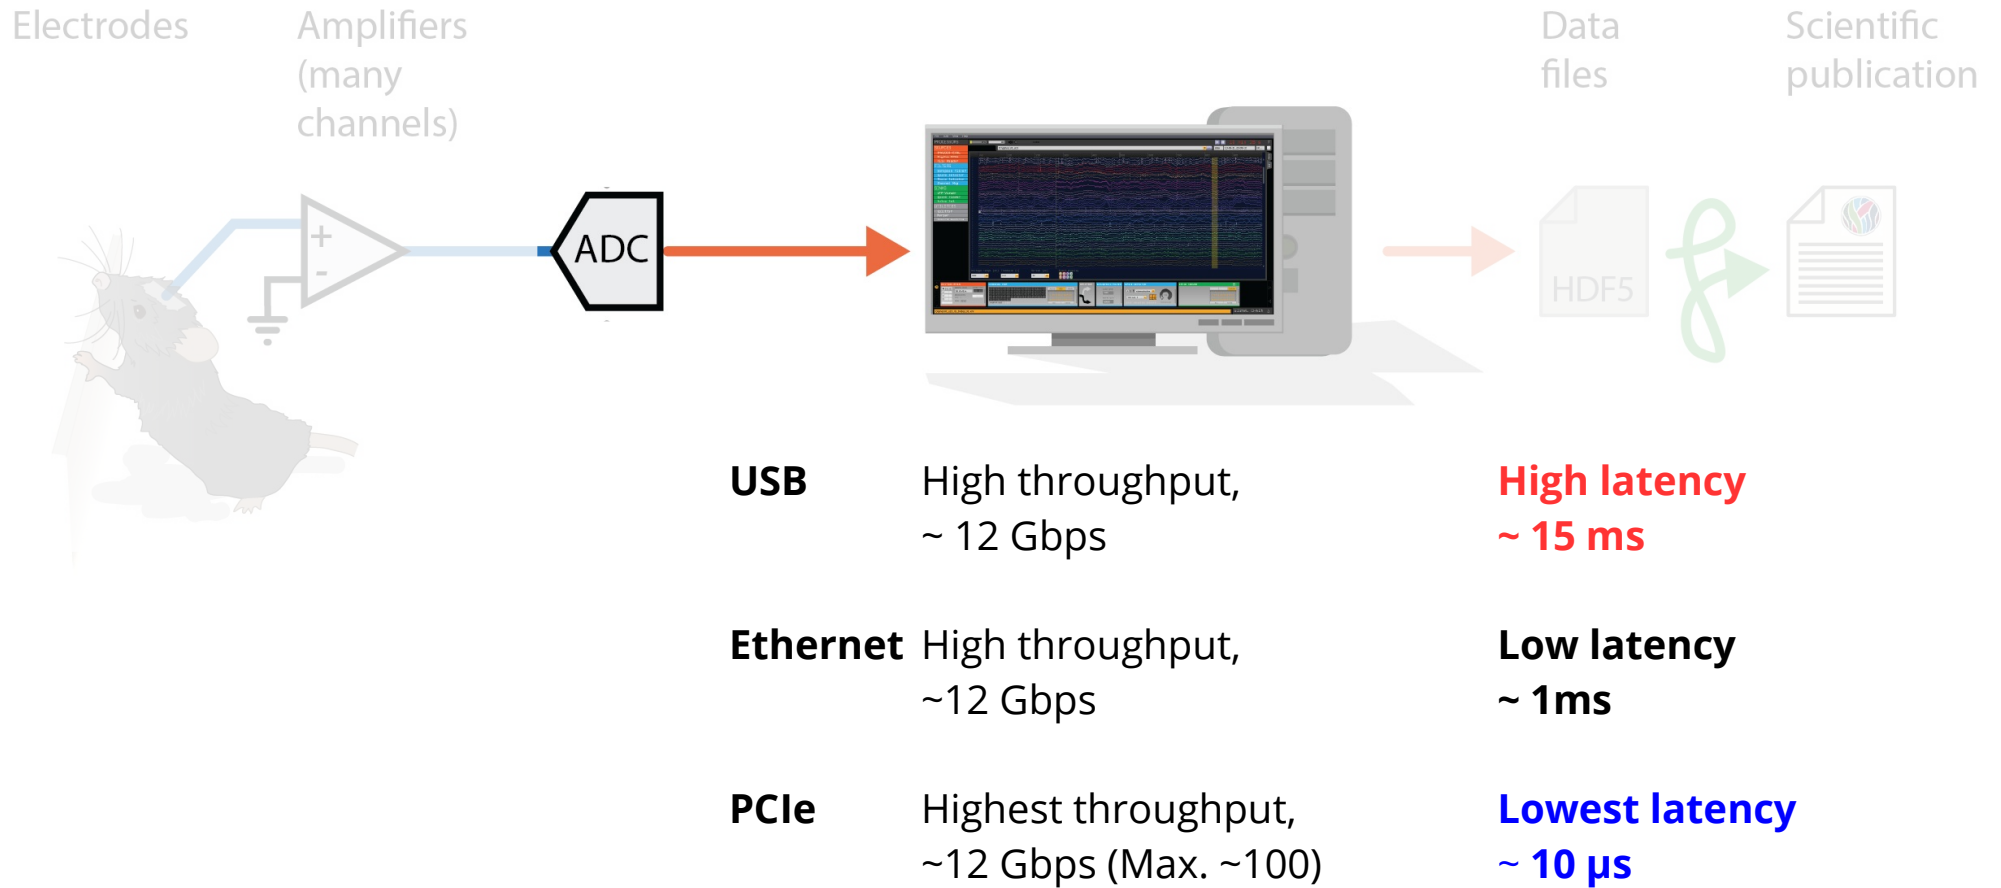 Electrodes
Amplifiers
(many
channels)
Data
files
Scientific
publication
+
-
ADC
HDF5
USB High throughput, High latency
~ 12 Gbps ~ 15 ms
Ethernet High throughput, Low latency
~12 Gbps ~ 1ms
PCIe Highest throughput, Lowest latency
~12 Gbps (Max. ~100) ~ 10 µs